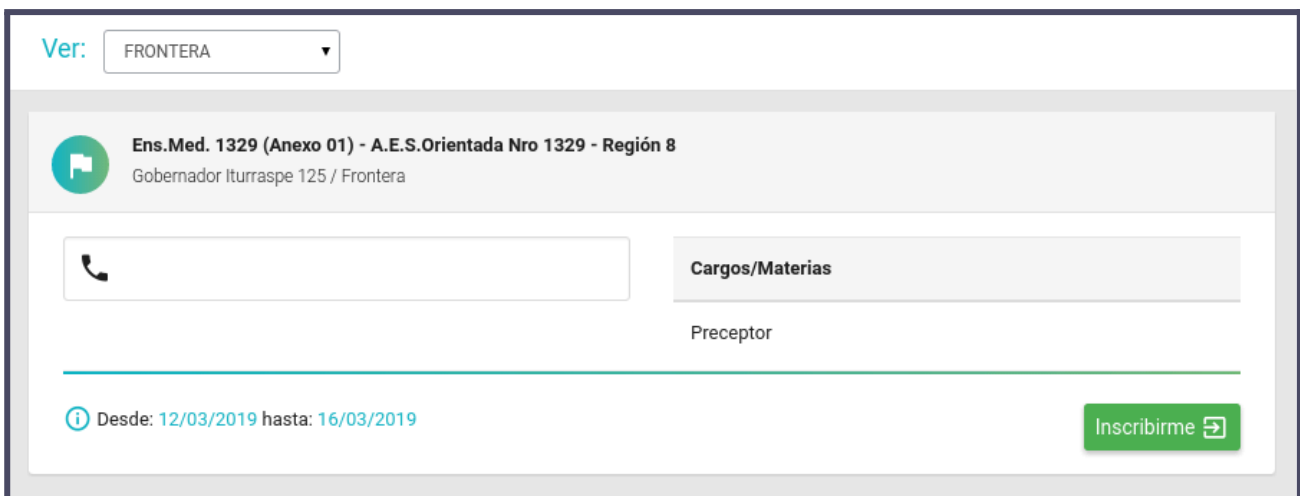 Ver: FRONTERA
Ens.Med. 1329 (Anexo 01) - A.E.S.Orientada Nro 1329 - Región 8
Gobernador Iturraspe 125 / Frontera
Cargos/Materias
Preceptor
Desde: 12/03/2019 hasta: 16/03/2019
Inscribirme